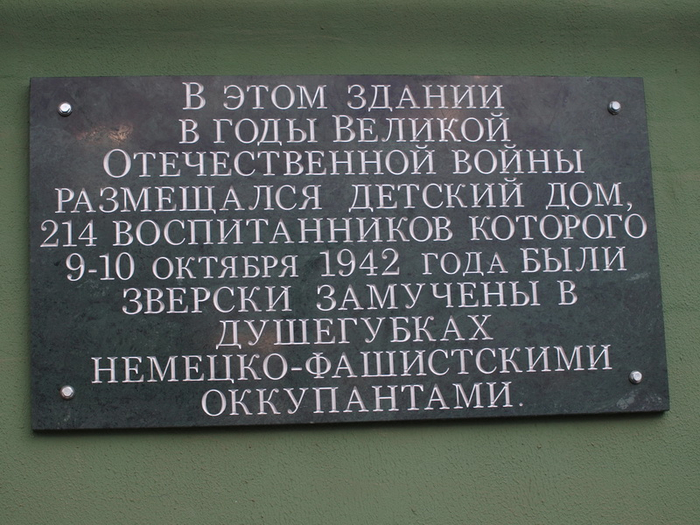 В ЭТОМ ЗДАНИИ
В ГОДЫ ВЕЛИКОЙ
ОТЕЧЕСТВЕННОЙ ВОЙНЫ
РАЗМЕЩАЛСЯ ДЕТСКИЙ ДОМ,
214 ВОСПИТАННИКОВ КОТОРОГО
9-10 ОКТЯБРЯ 1942 ГОДА БЫЛИ
ЗВЕРСКИ ЗАМУЧЕНЫ В
ДУШЕГУБКАХ
НЕМЕЦКО-ФАШИСТСКИМИ
ОККУПАНТАМИ.